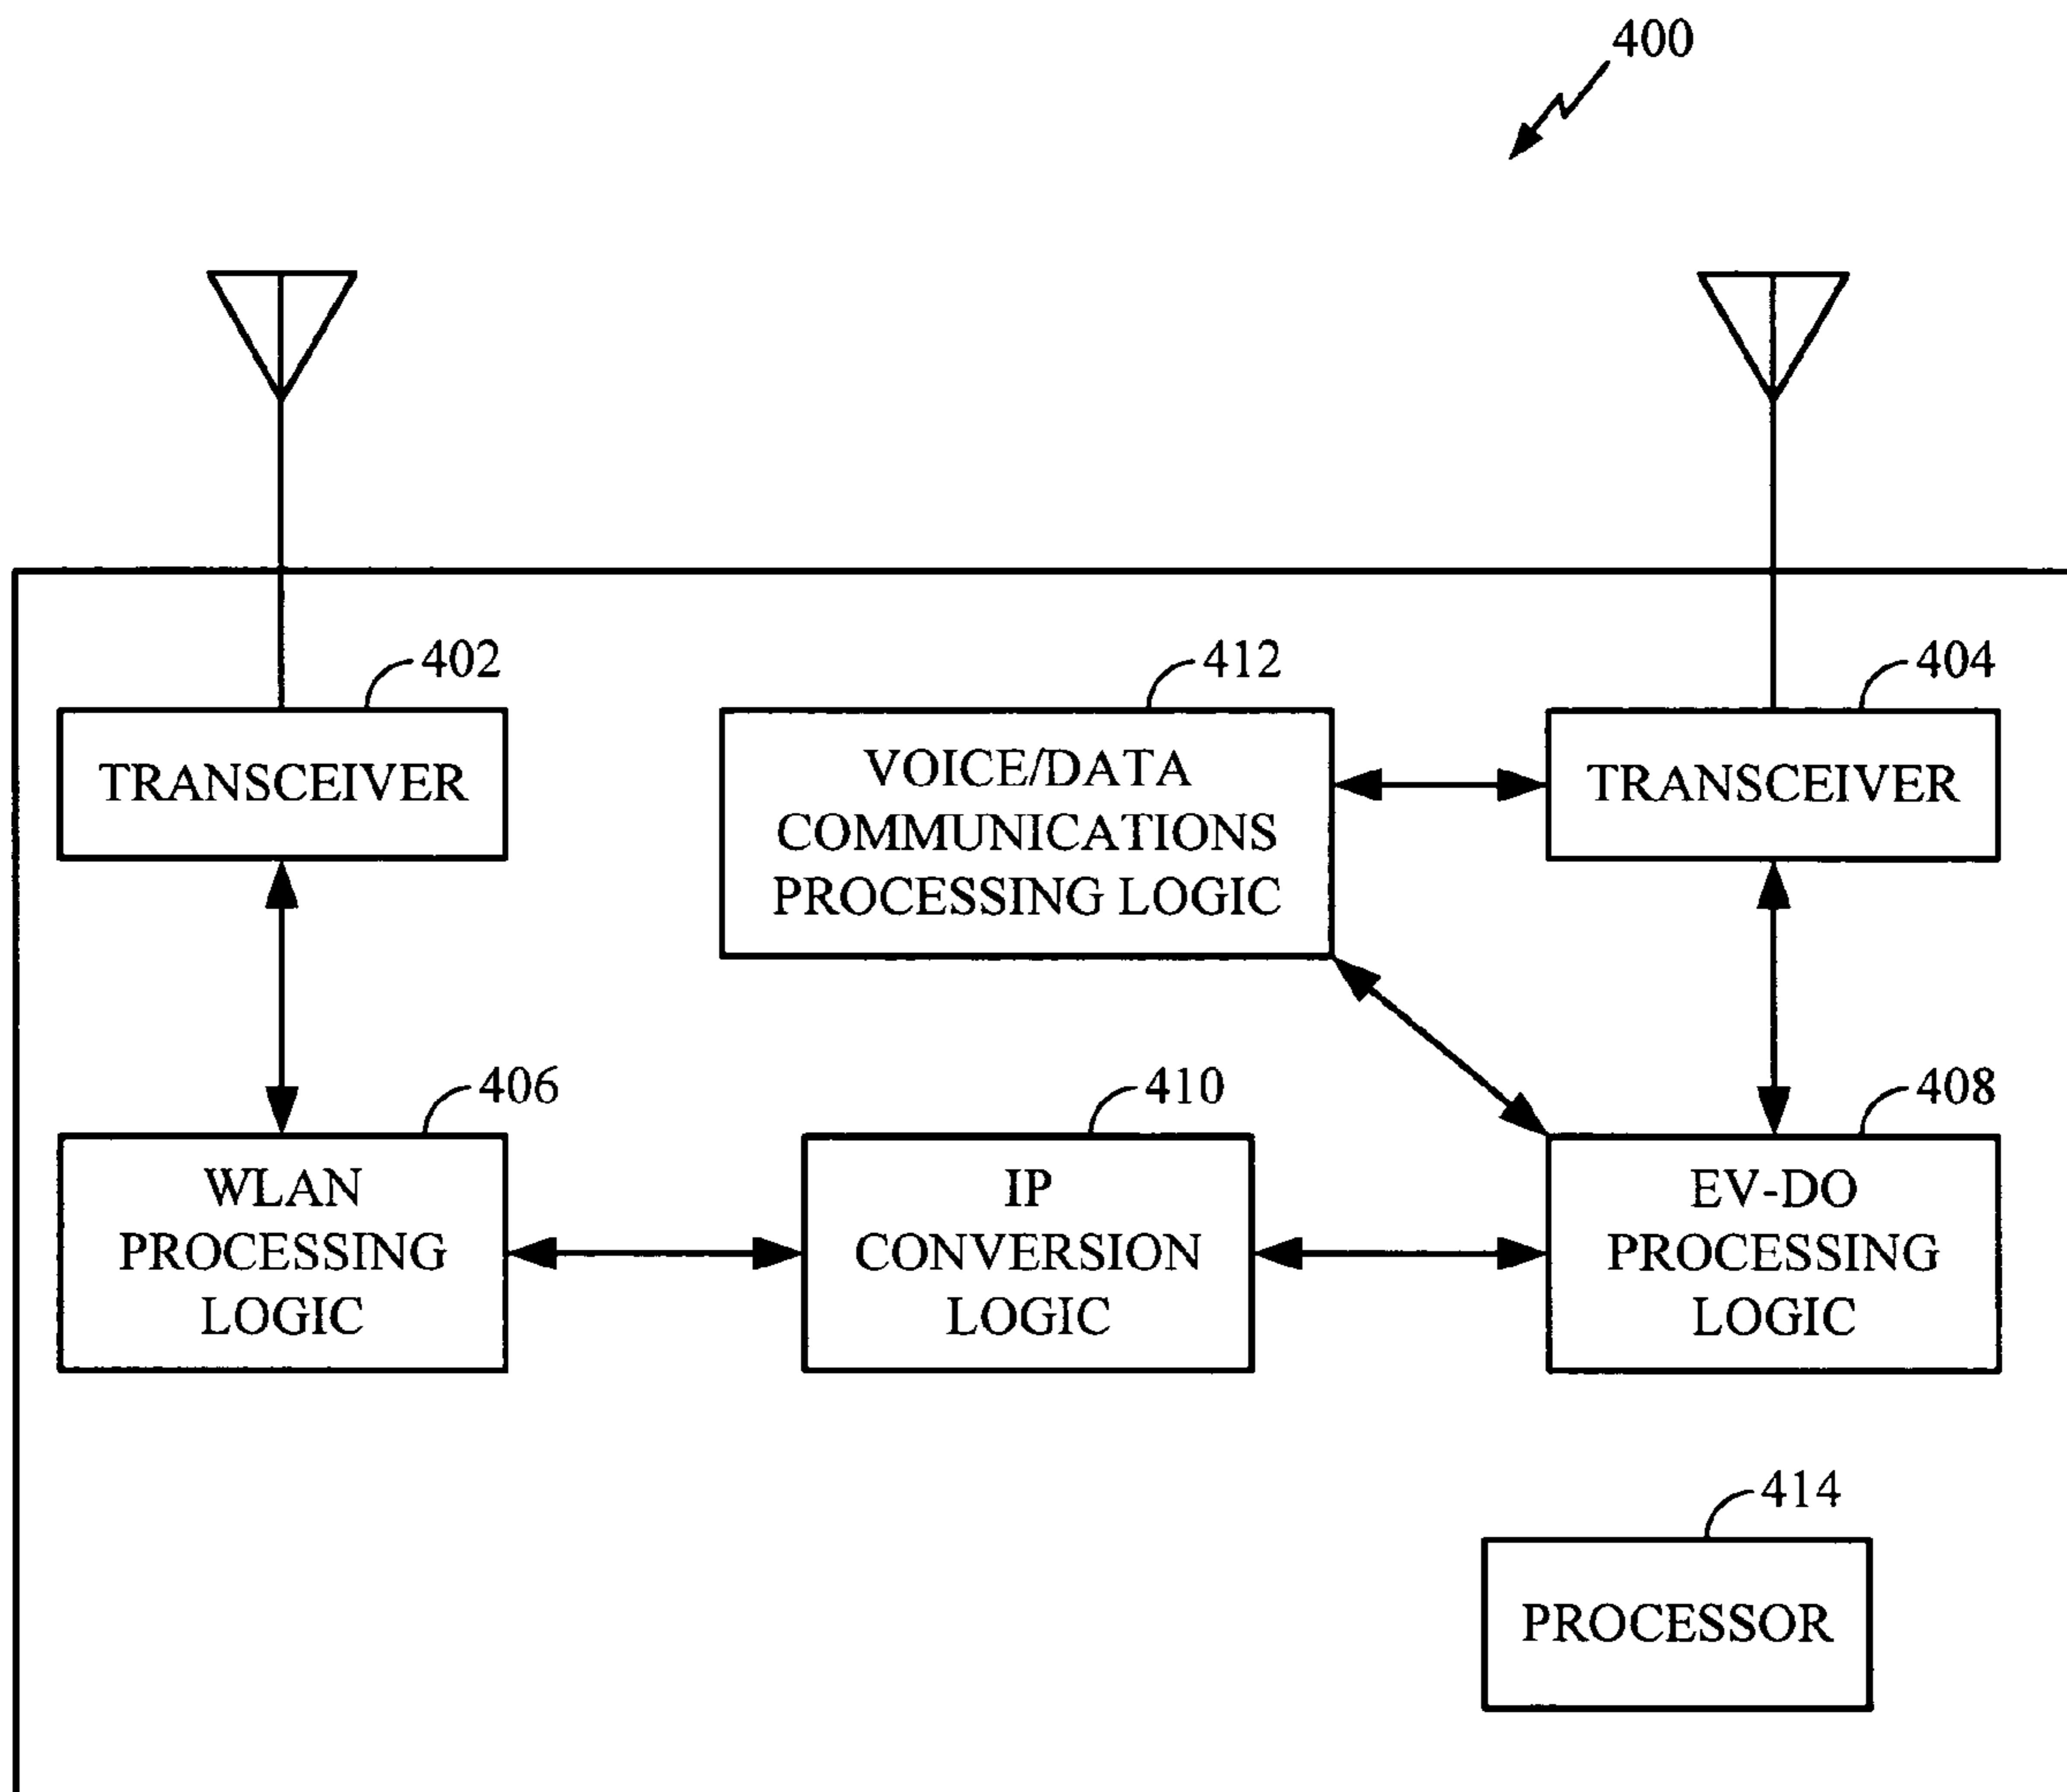 400
402
412
404
TRANSCEIVER
VOICE/DATA
COMMUNICATIONS
PROCESSING LOGIC
TRANSCEIVER
406
410
408
WLAN
PROCESSING
LOGIC
IP
CONVERSION
LOGIC
EV-DO
PROCESSING
LOGIC
414
PROCESSOR